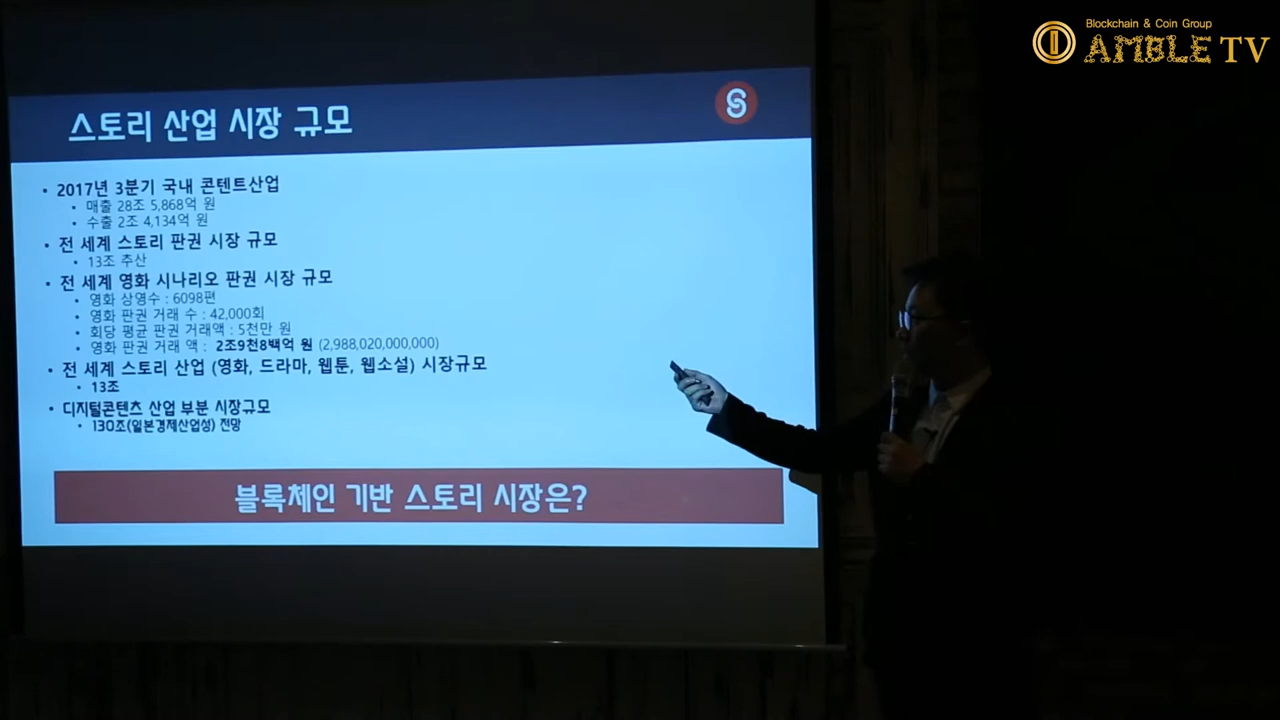 Blockchain & Coin Group
AMBLE TV
스토리 산업 시장 규모
• 2017년 3분기 국내 콘텐트산업
• 매출 28조 5,868억 원
• 수출 2조 4,134억 원
• 전 세계 스토리 판권 시장 규모
• 13조 추산
• 전 세계 영화 시나리오 판권 시장 규모
• 영화 상영수 : 6098편
• 영화 판권 거래 수 : 42,000회
• 회당 평균 판권 거래액 : 5천만 원
• 영화 판권 거래 액 : 2조9천8백억 원 (2,988,020,000,000)
• 전 세계 스토리 산업 (영화, 드라마, 웹툰, 웹소설) 시장규모
• 13조
• 디지털콘텐츠 산업 부분 시장규모
• 130조(일본경제산업성) 전망
블록체인 기반 스토리 시장은?